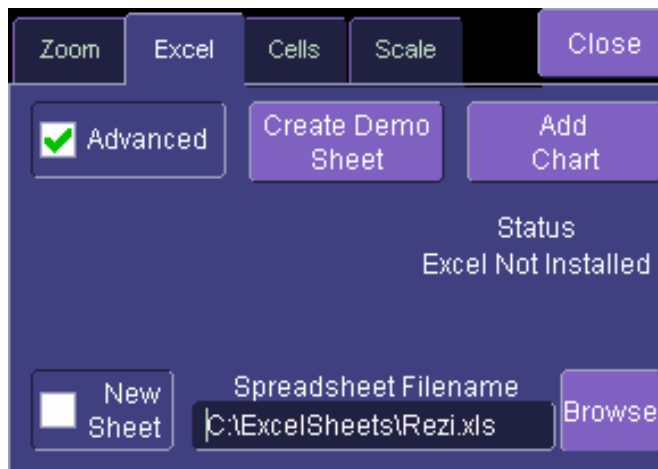 Zoom Excel Cells Scale Close
Advanced
Create Demo
Sheet
Add
Chart
Status
Excel Not Installed
New
Sheet
Spreadsheet Filename
C:\ExcelSheets\Rezi.xls
Browse